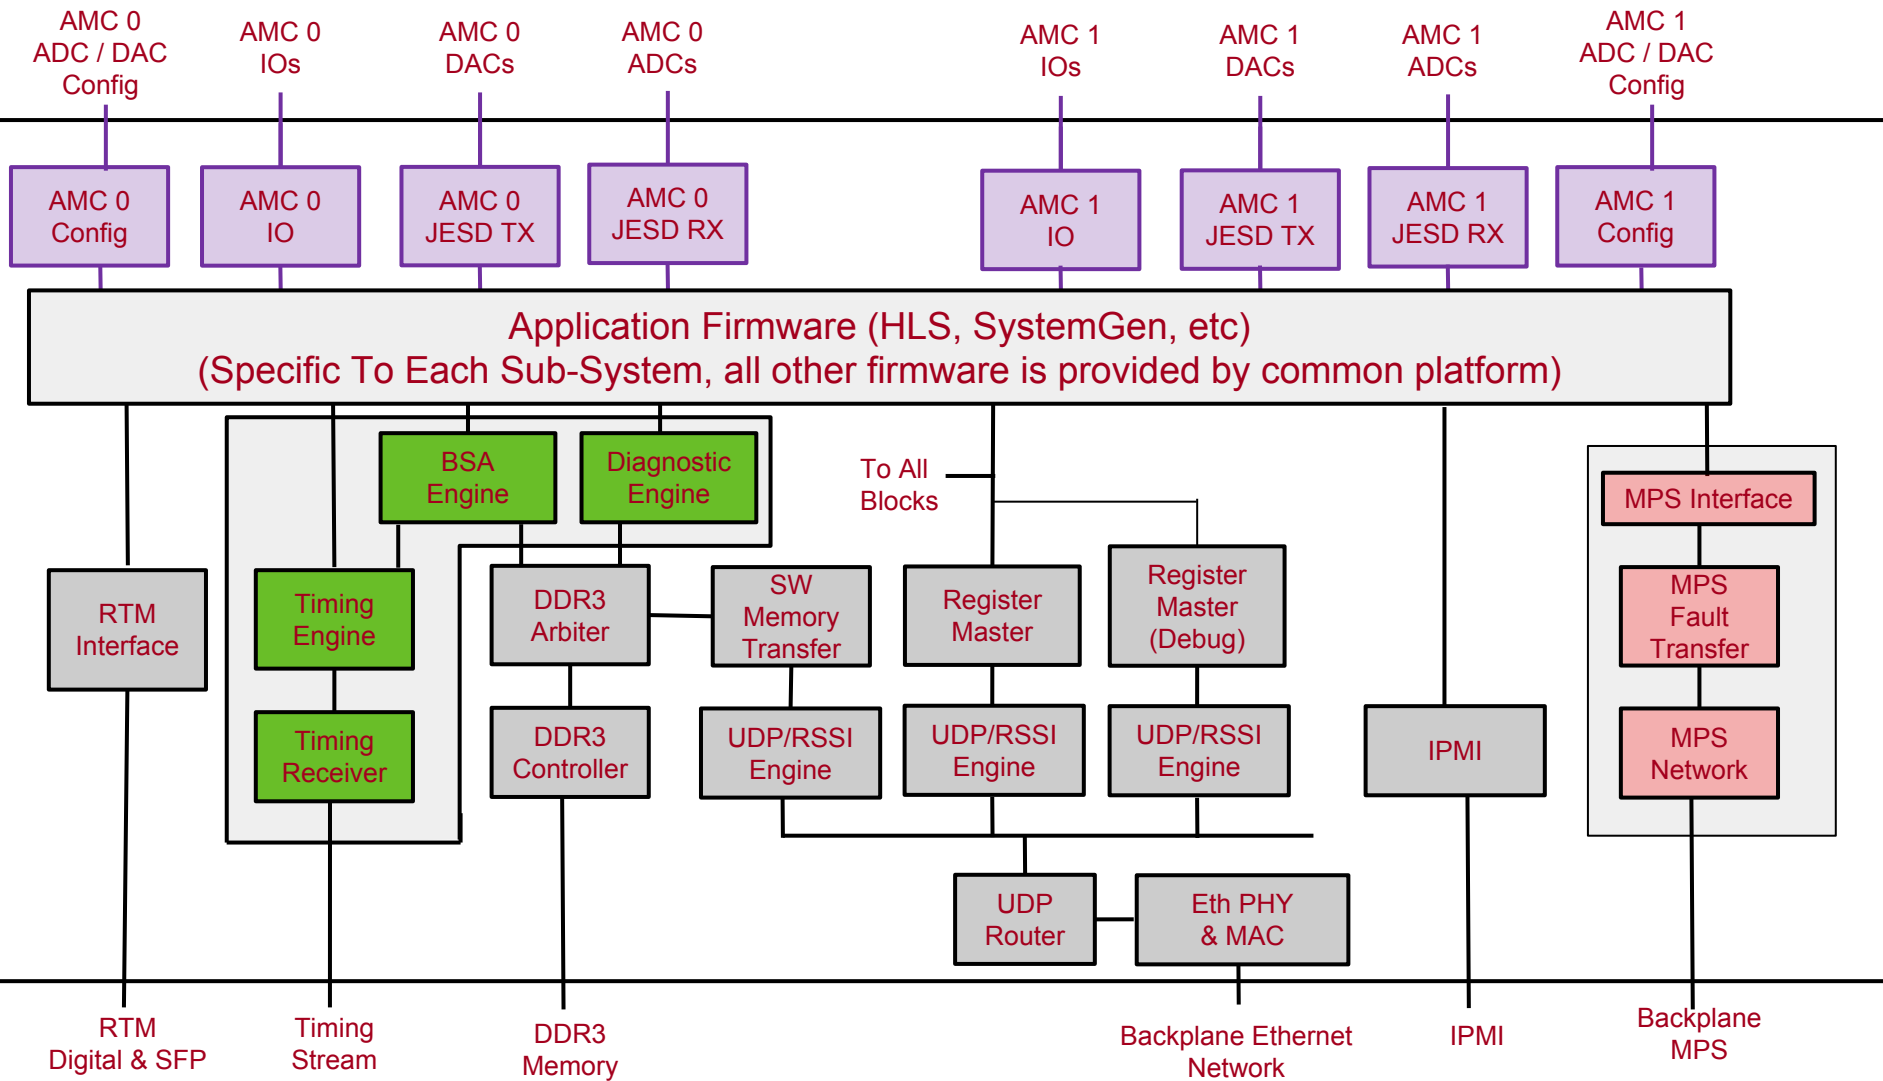 AMC 0
ADC / DAC
Config
AMC 0
IOs
AMC 0
DACs
AMC 0
ADCs
AMC 1
IOs
AMC 1
DACs
AMC 1
ADCs
AMC 1
ADC / DAC
Config
AMC 0
Config
AMC 0
IO
AMC 0
JESD TX
AMC 0
JESD RX
AMC 1
IO
AMC 1
JESD TX
AMC 1
JESD RX
AMC 1
Config
Application Firmware (HLS, SystemGen, etc)
(Specific To Each Sub-System, all other firmware is provided by common platform)
BSA
Engine
Diagnostic
Engine
To All
Blocks
MPS Interface
RTM
Interface
Timing
Engine
DDR3
Arbiter
SW
Memory
Transfer
Register
Master
Register
Master
(Debug)
MPS
Fault
Transfer
Timing
Receiver
DDR3
Controller
UDP/RSSI
Engine
UDP/RSSI
Engine
UDP/RSSI
Engine
IPMI
MPS
Network
UDP
Router
Eth PHY
& MAC
RTM
Digital & SFP
Timing
Stream
DDR3
Memory
Backplane Ethernet
Network
IPMI
Backplane
MPS